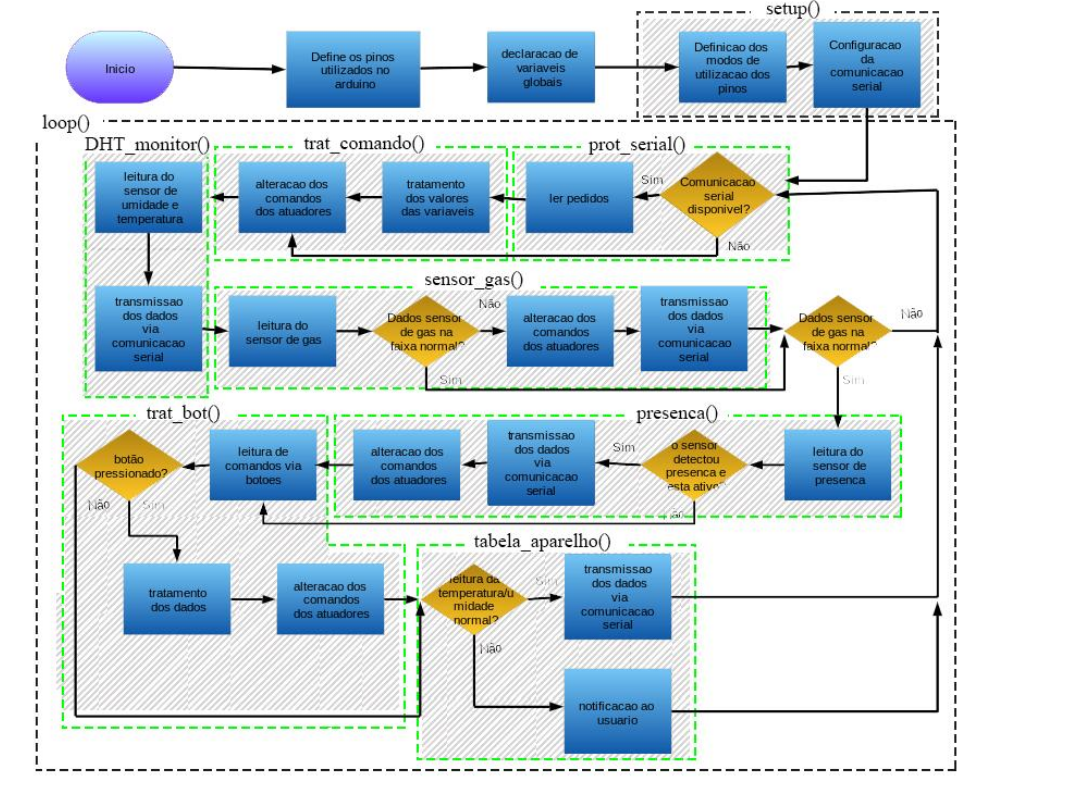 setup()
Inicio
Define os pinos
utilizados no
arduino
declaracao de
variaveis
globais
Definicao dos
modos de
utilizacao dos
pinos
Configuracao
da
comunicacao
serial
loop()
DHT_monitor()
trat_comando()
prot_serial()
leitura do
sensor de
umidade e
temperatura
alteracao dos
comandos
dos atuadores
tratamento
dos valores
das variaveis
ler pedidos
Sim
Comunicacao
serial
disponivel?
Não
sensor_gas()
transmissao
dos dados
via
comunicacao
serial
leitura do
sensor de gas
Dados sensor
de gas na
faixa normal?
Não
Sim
alteracao dos
comandos
dos atuadores
transmissao
dos dados
via
comunicacao
serial
Dados sensor
de gas na
faixa normal?
Não
Sim
trat_bot()
presenca()
botão
pressionado?
Não
Sim
leitura de
comandos via
botoes
alteracao dos
comandos
dos atuadores
transmissao
dos dados
via
comunicacao
serial
Sim
o sensor
detectou
presenca e
esta ativo?
Não
leitura do
sensor de
presenca
tabela_aparelho()
tratamento
dos dados
alteracao dos
comandos
dos atuadores
leitura da
temperatura/u
midade
normal?
Sim
Não
transmissao
dos dados
via
comunicacao
serial
notificacao ao
usuario